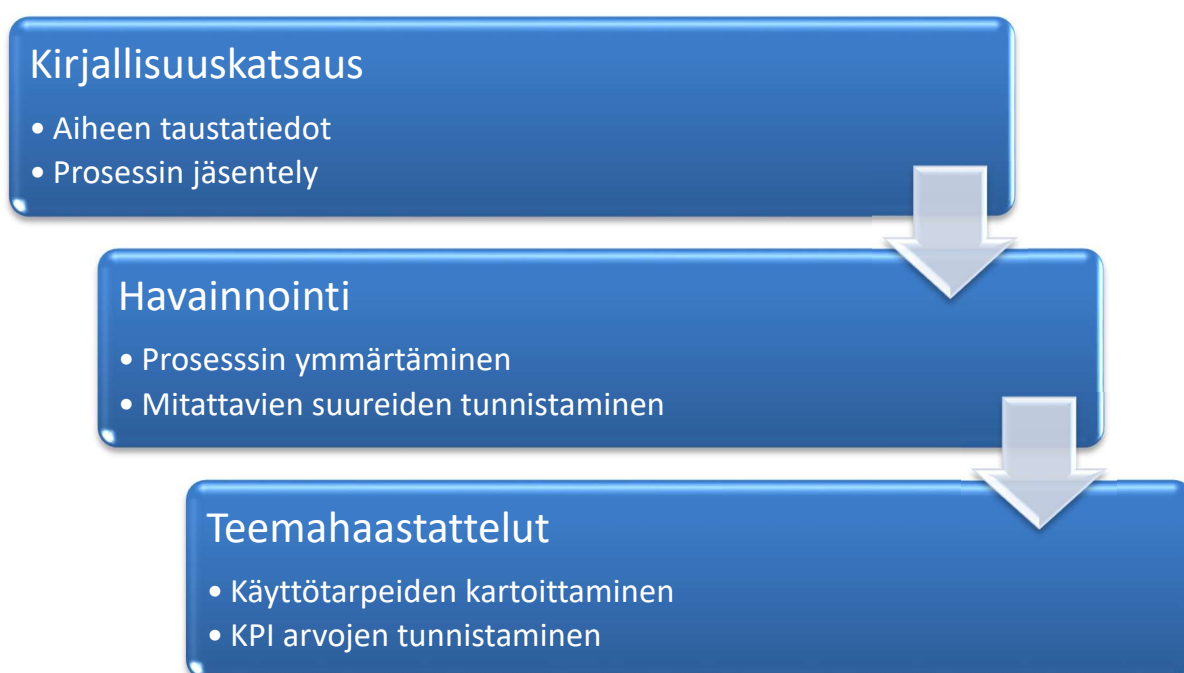 Kirjallisuuskatsaus
• Aiheen taustatiedot
• Prosessin jäsentely
Havainnointi
• Prosesssin ymmärtäminen
• Mitattavien suureiden tunnistaminen
Teemahaastattelut
• Käyttötarpeiden kartoittaminen
• KPI arvojen tunnistaminen